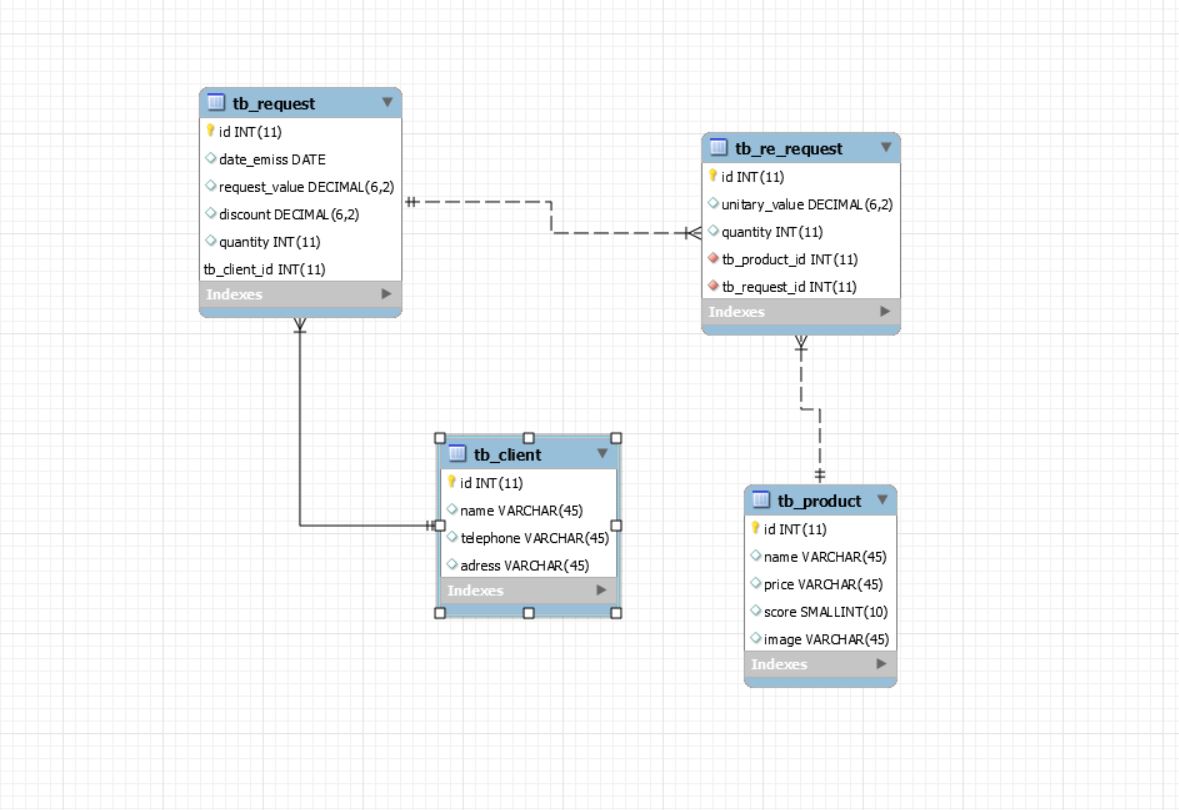 tb_request
id INT(11)
date_emiss DATE
request_value DECIMAL(6,2)
discount DECIMAL(6,2)
quantity INT(11)
tb_client_id INT(11)
Indexes
tb_re_request
id INT(11)
unitary_value DECIMAL(6,2)
quantity INT(11)
tb_product_id INT(11)
tb_request_id INT(11)
Indexes
tb_client
id INT(11)
name VARCHAR(45)
telephone VARCHAR(45)
adress VARCHAR(45)
Indexes
tb_product
id INT(11)
name VARCHAR(45)
price VARCHAR(45)
score SMALLINT(10)
image VARCHAR(45)
Indexes